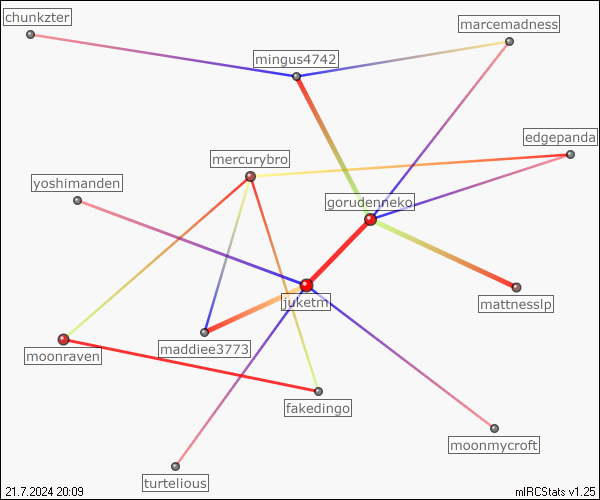 chunkzter
marcemadness
mingus4742
edgepanda
mercurybro
yoshimanden
gorudenneko
juketm
mattnesslp
maddiee3773
moonraven
fakedingo
moonmycroft
turtelious
21.7.2024 20:09
mIRCStats v1.25